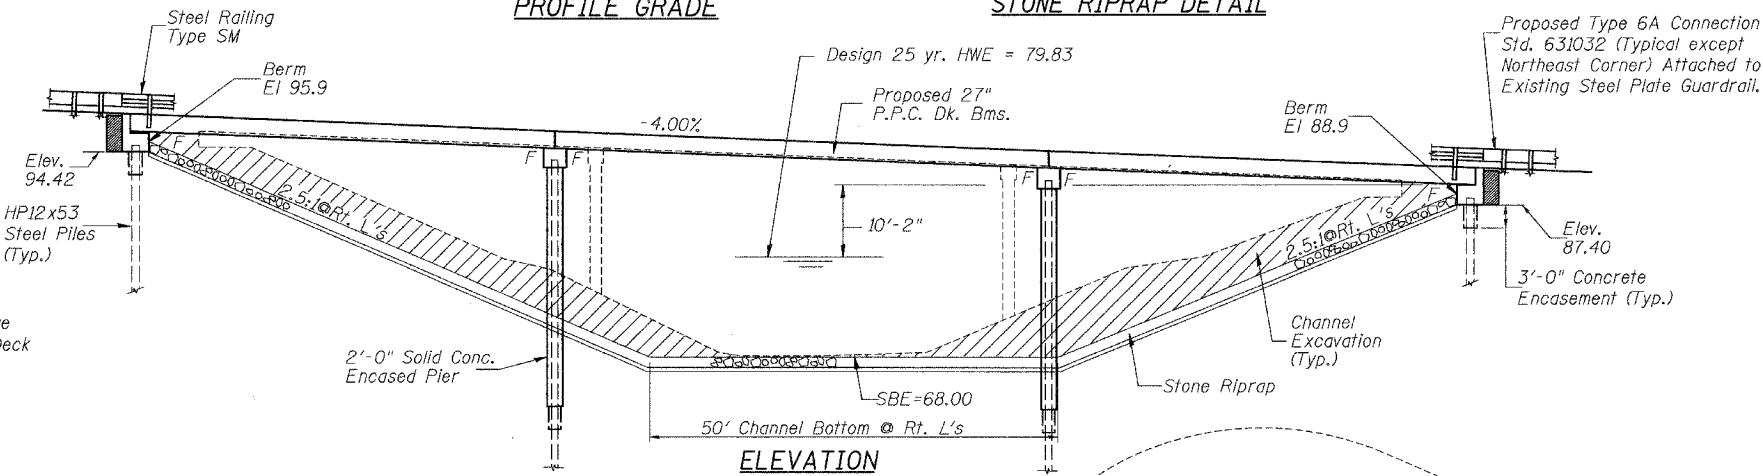 PROFILE GRADE
STONE RIPRAP DETAIL
Steel Railing
Type SM
Berm
El 95.9
Design 25 yr. HWE = 79.83
Proposed 27"
P.P.C. Dk. Bms.
-4.00%
Berm
El 88.9
Proposed Type 6A Connection
Std. 631032 (Typical except
Northeast Corner) Attached to
Existing Steel Plate Guardrail.
Elev.
94.42
F
F
F
F
F
F
HP12x53
Steel Piles
(Typ.)
2.5:1@Rt. L's
10'-2"
2.5:1@Rt. L's
Elev.
87.40
3'-0" Concrete
Encasement (Typ.)
Channel
Excavation
(Typ.)
Deck
2'-0" Solid Conc.
Encased Pier
SBE=68.00
Stone Riprap
50' Channel Bottom @ Rt. L's
ELEVATION